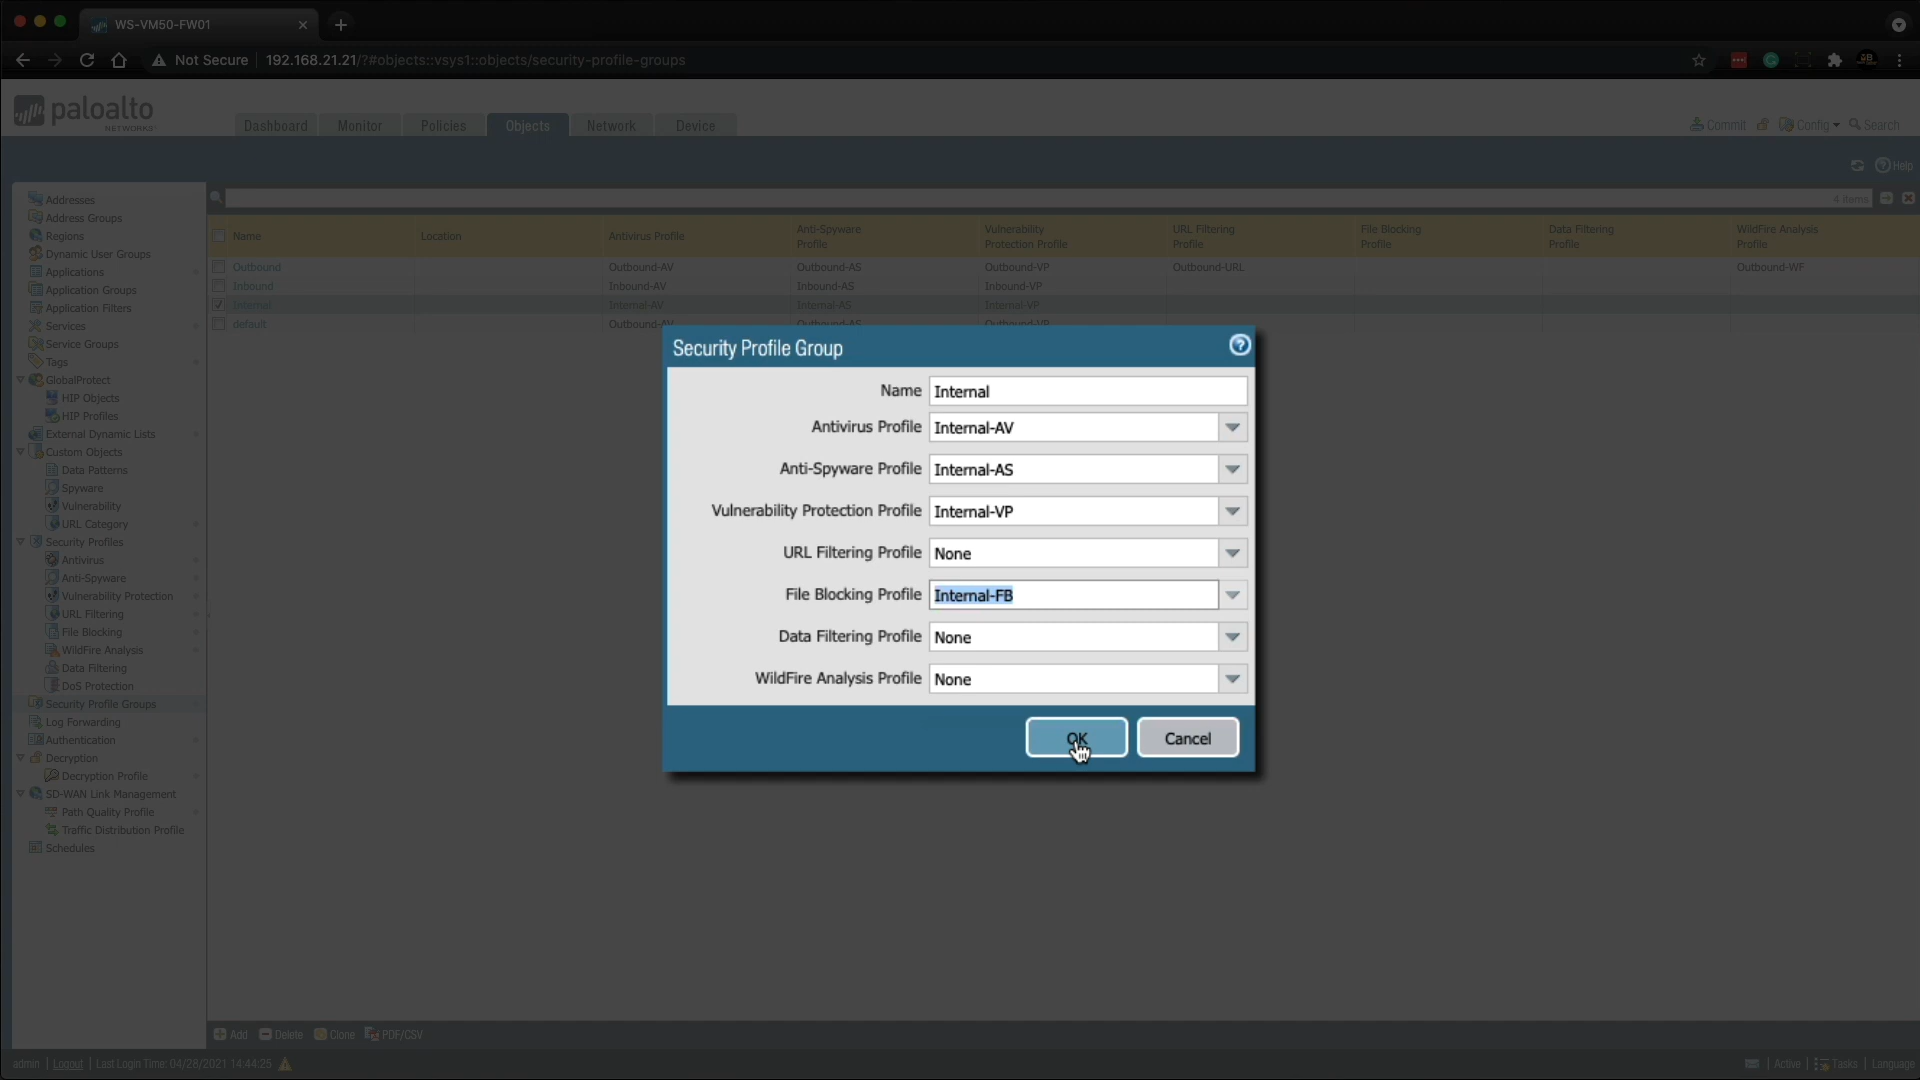 WS-VM50-FW01
Not Secure 192.168.21.21/?#objects::vsys1::objects/security-profile-groups
paloalto
NETWORKS
Dashboard Monitor Policies Objects Network Device
Commit Config Search
Help
4 items
Addresses
Address Groups
Regions
Dynamic User Groups
Applications
Application Groups
Application Filters
Services
Service Groups
Tags
GlobalProtect
HIP Objects
HIP Profiles
External Dynamic Lists
Custom Objects
Data Patterns
Spyware
Vulnerability
URL Category
Security Profiles
Antivirus
Anti-Spyware
Vulnerability Protection
URL Filtering
File Blocking
WildFire Analysis
Data Filtering
DoS Protection
Security Profile Groups
Log Forwarding
Authentication
Decryption
Decryption Profile
SD-WAN Link Management
Path Quality Profile
Traffic Distribution Profile
Schedules
Name Location Antivirus Profile Anti-Spyware Profile Vulnerability Protection Profile URL Filtering Profile File Blocking Profile Data Filtering Profile WildFire Analysis Profile
Outbound Outbound-AV Outbound-AS Outbound-VP Outbound-URL Outbound-WF
Inbound Inbound-AV Inbound-AS Inbound-VP
Internal Internal-AV Internal-AS Internal-VP
default Outbound-AV Outbound-AS Outbound-VP
Security Profile Group
Name Internal
Antivirus Profile Internal-AV
Anti-Spyware Profile Internal-AS
Vulnerability Protection Profile Internal-VP
URL Filtering Profile None
File Blocking Profile Internal-FB
Data Filtering Profile None
WildFire Analysis Profile None
OK Cancel
Add Delete Clone PDF/CSV
admin | Logout | Last Login Time: 04/28/2021 14:44:25
Active | Tasks | Language